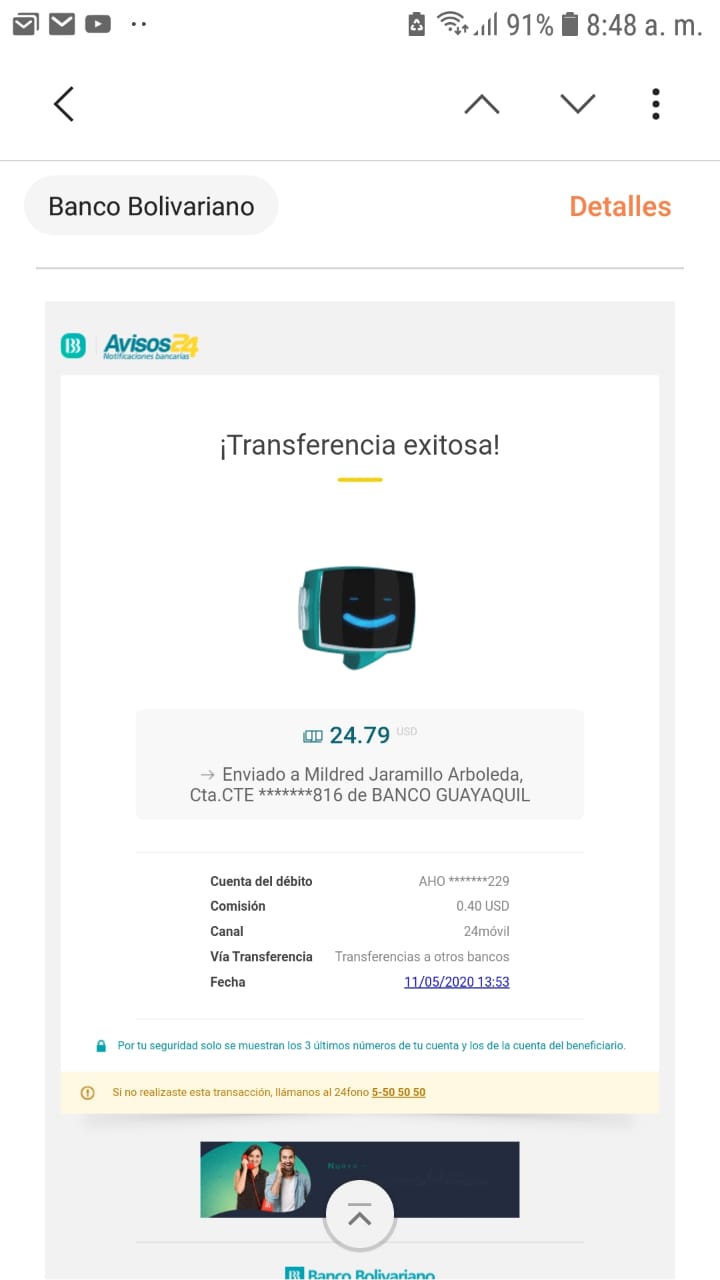 91% 8:48 a. m.
Banco Bolivariano
Detalles
Avisos24
Notificaciones bancarias
¡Transferencia exitosa!
24.79 USD
→ Enviado a Mildred Jaramillo Arboleda,
Cta.CTE *******816 de BANCO GUAYAQUIL
Cuenta del débito AHO *******229
Comisión 0.40 USD
Canal 24móvil
Vía Transferencia Transferencias a otros bancos
Fecha 11/05/2020 13:53
Por tu seguridad solo se muestran los 3 últimos números de tu cuenta y los de la cuenta del beneficiario.
Si no realizaste esta transacción, llámanos al 24fono 5-50 50 50
Banco Bolivariano